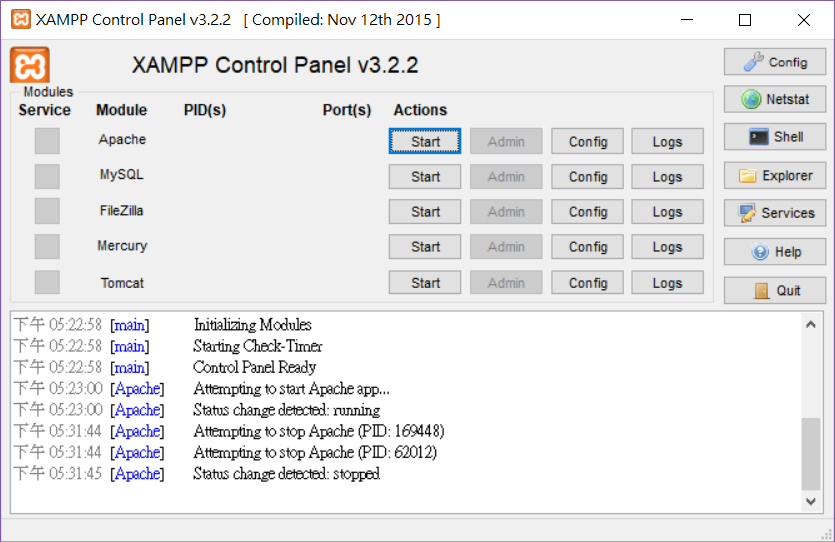 XAMPP Control Panel v3.2.2 [ Compiled: Nov 12th 2015 ]
XAMPP Control Panel v3.2.2
Config
Modules
Service Module PID(s) Port(s) Actions
Netstat
Apache Start Admin Config Logs
Shell
MySQL Start Admin Config Logs
Explorer
FileZilla Start Admin Config Logs
Services
Mercury Start Admin Config Logs
Help
Tomcat Start Admin Config Logs
Quit
下午 05:22:58 [main] Initializing Modules
下午 05:22:58 [main] Starting Check-Timer
下午 05:22:58 [main] Control Panel Ready
下午 05:23:00 [Apache] Attempting to start Apache app...
下午 05:23:00 [Apache] Status change detected: running
下午 05:31:44 [Apache] Attempting to stop Apache (PID: 169448)
下午 05:31:44 [Apache] Attempting to stop Apache (PID: 62012)
下午 05:31:45 [Apache] Status change detected: stopped